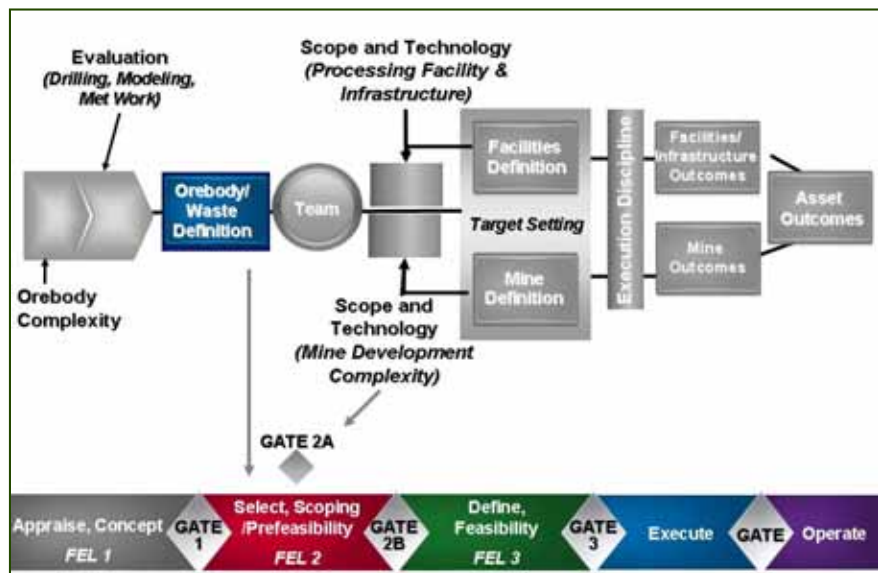 Evaluation
(Drilling, Modeling,
Met Work)
Scope and Technology
(Processing Facility &
Infrastructure)
Orebody/
Waste
Definition
Team
Facilities
Definition
Target Setting
Mine
Definition
Execution Discipline
Facilities/
Infrastructure
Outcomes
Mine
Outcomes
Asset
Outcomes
Orebody
Complexity
Scope and
Technology
(Mine Development
Complexity)
GATE 2A
Appraise, Concept
FEL 1
GATE
1
Select, Scoping
/Prefeasibility
FEL 2
GATE
2B
Define,
Feasibility
FEL 3
GATE
3
Execute
GATE
Operate